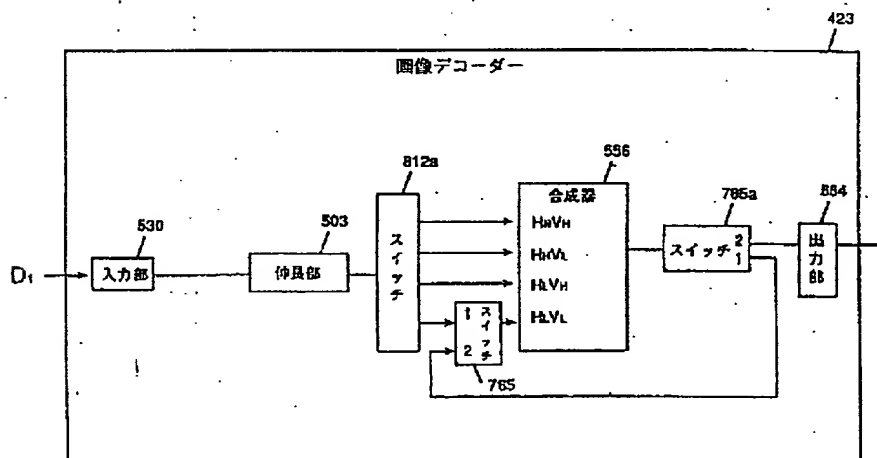 423
画像デコーダー
812a
556
合成器
765a
664
530
503
HHVH
HHVL
HLVH
HLVL
スイッチ
スイッチ
2
1
出力部
D1
入力部
伸長部
1
2
スイッチ
765